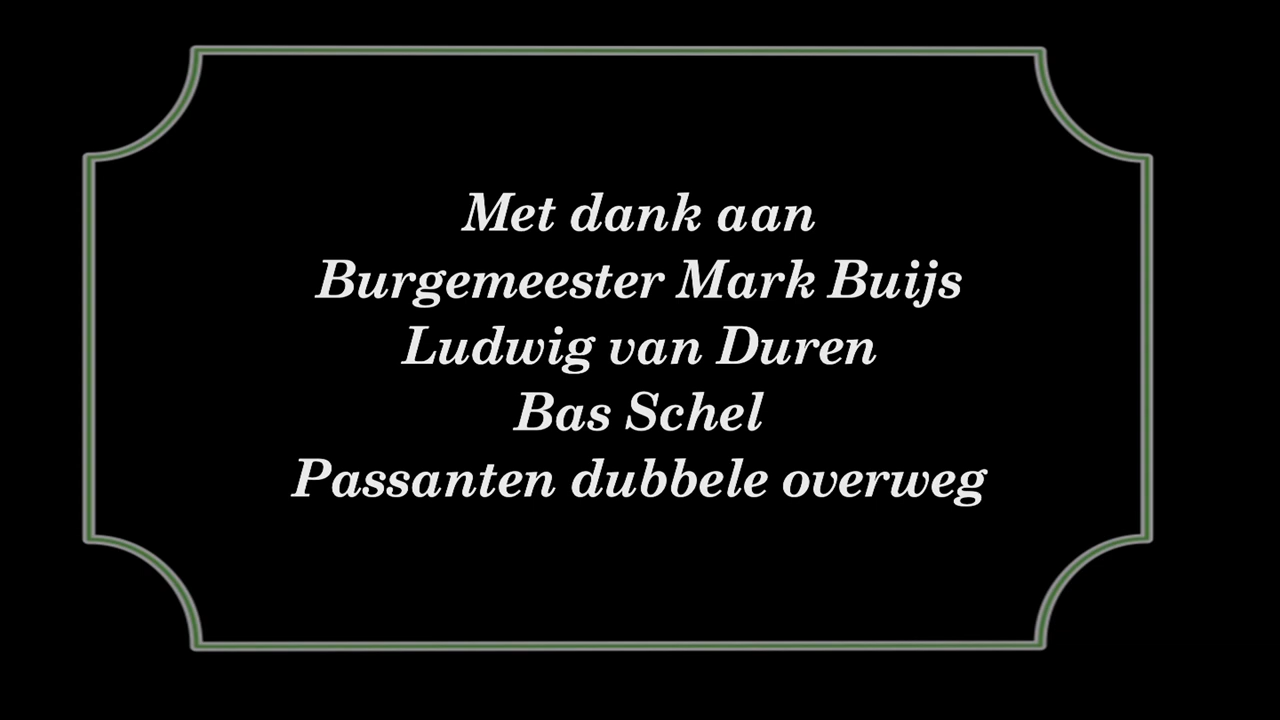 Met dank aan
Burgemeester Mark Buijs
Ludwig van Duren
Bas Schel
Passanten dubbele overweg